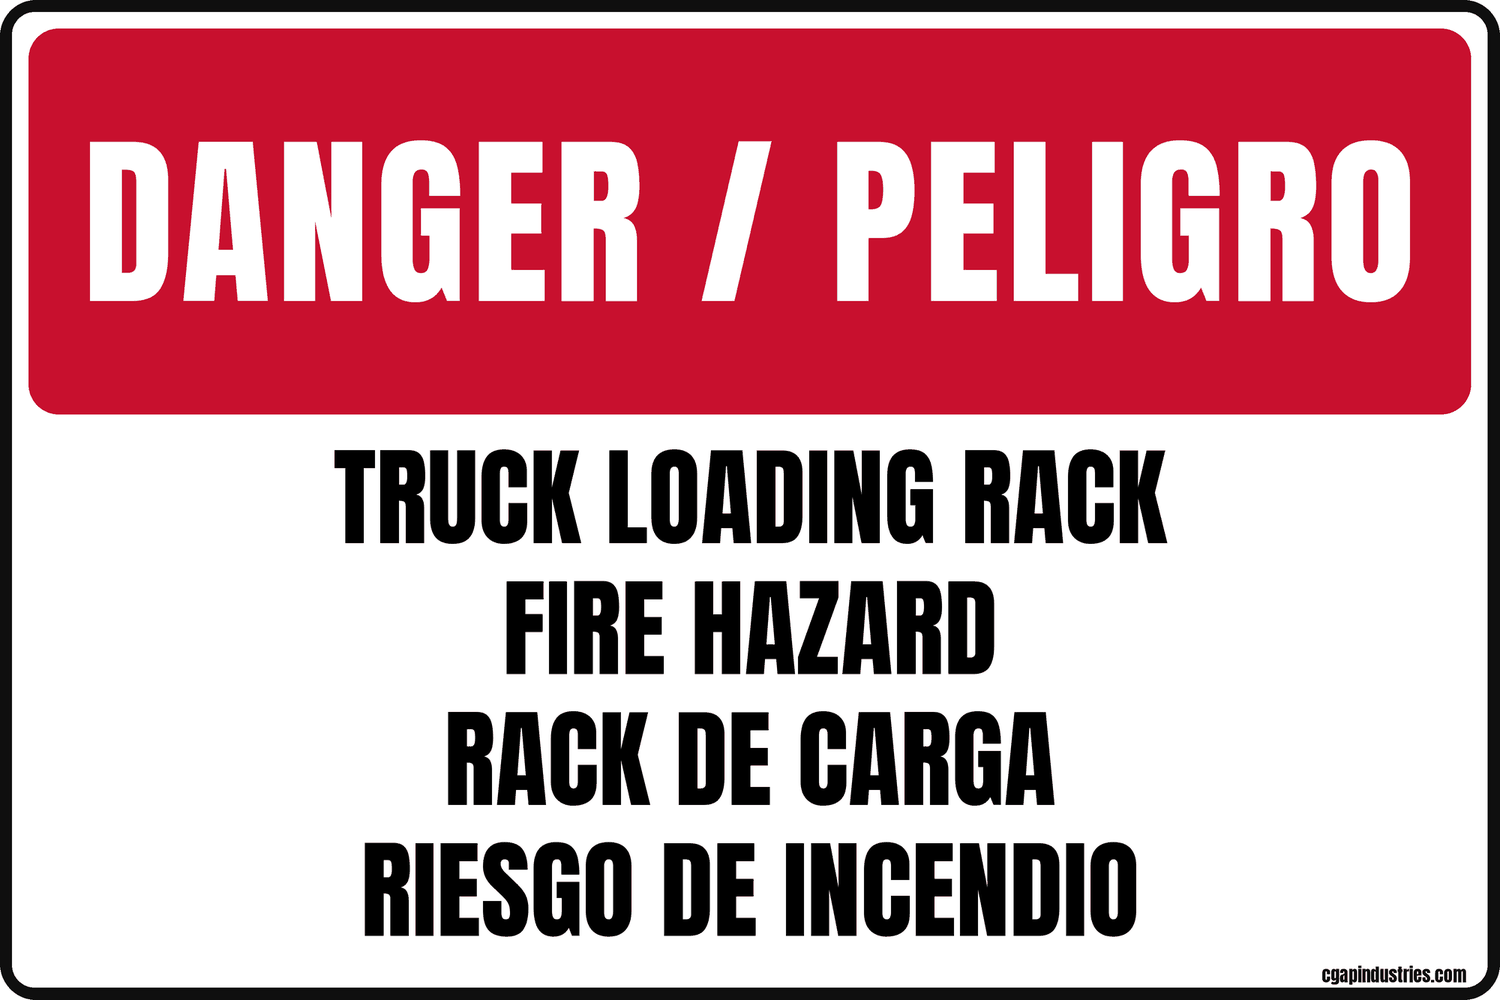 DANGER / PELIGRO
TRUCK LOADING RACK
FIRE HAZARD
RACK DE CARGA
RIESGO DE INCENDIO
cgapindustries.com